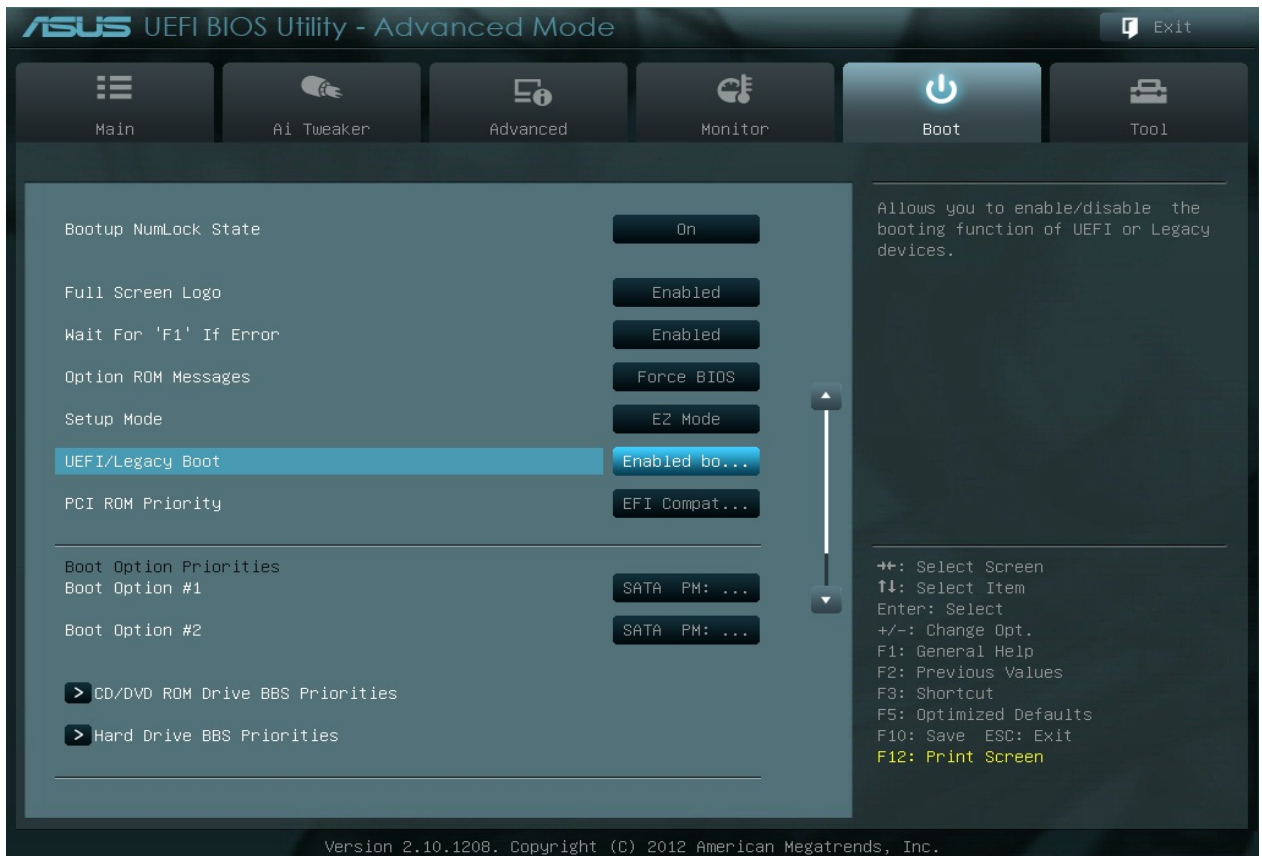 ASUS UEFI BIOS Utility - Advanced Mode
Exit
Main
Ai Tweaker
Advanced
Monitor
Boot
Tool
Bootup NumLock State On
Full Screen Logo Enabled
Wait For 'F1' If Error Enabled
Option ROM Messages Force BIOS
Setup Mode EZ Mode
UEFI/Legacy Boot Enabled bo...
PCI ROM Priority EFI Compat...
Boot Option Priorities
Boot Option #1 SATA PM: ...
Boot Option #2 SATA PM: ...
> CD/DVD ROM Drive BBS Priorities
> Hard Drive BBS Priorities
Allows you to enable/disable the
booting function of UEFI or Legacy
devices.
→←: Select Screen
↑↓: Select Item
Enter: Select
+/-: Change Opt.
F1: General Help
F2: Previous Values
F3: Shortcut
F5: Optimized Defaults
F10: Save ESC: Exit
F12: Print Screen
Version 2.10.1208. Copyright (C) 2012 American Megatrends, Inc.